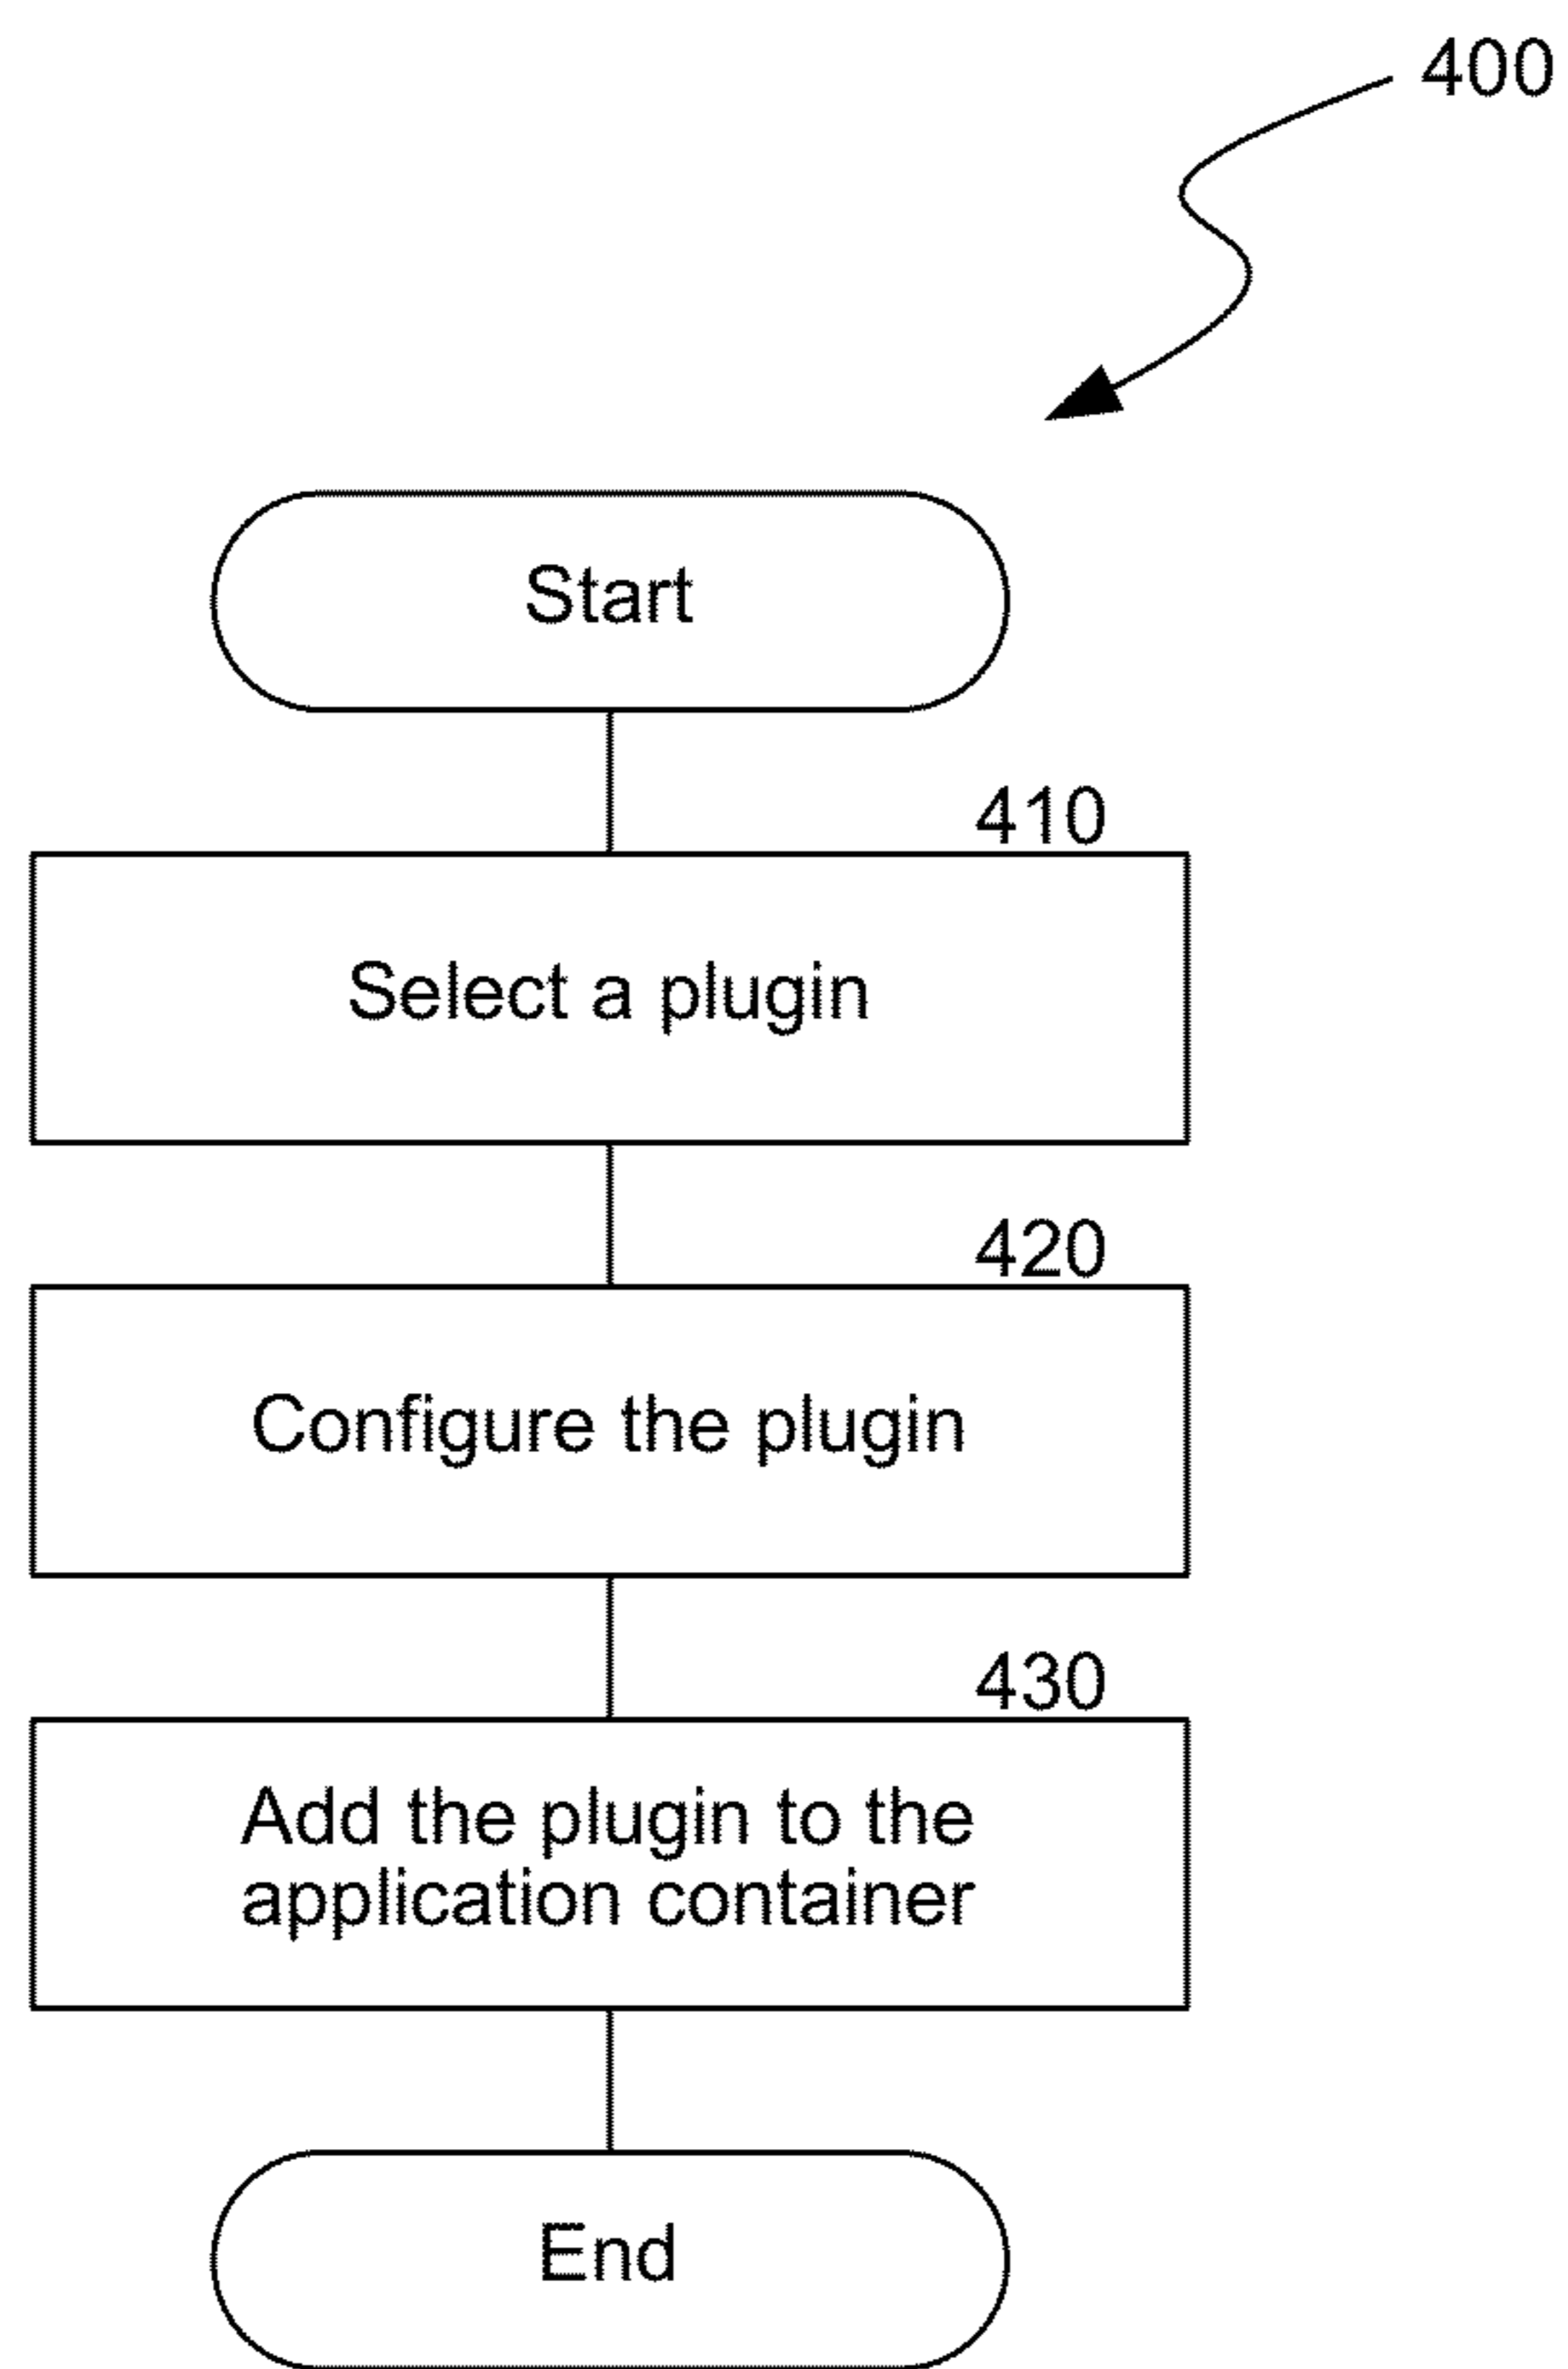 400
Start
410
Select a plugin
420
Configure the plugin
430
Add the plugin to the
application container
End